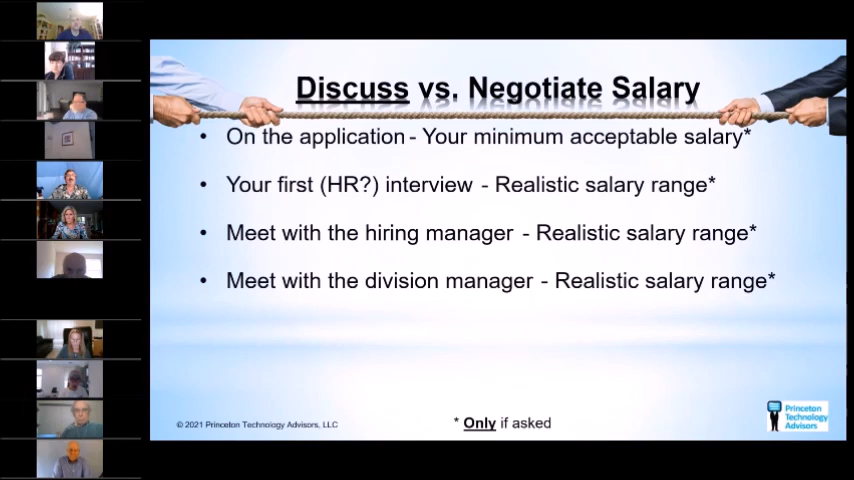 Discuss vs. Negotiate Salary
• On the application - Your minimum acceptable salary*
• Your first (HR?) interview - Realistic salary range*
• Meet with the hiring manager - Realistic salary range*
• Meet with the division manager - Realistic salary range*
© 2021 Princeton Technology Advisors, LLC
* Only if asked
Princeton
Technology
Advisors